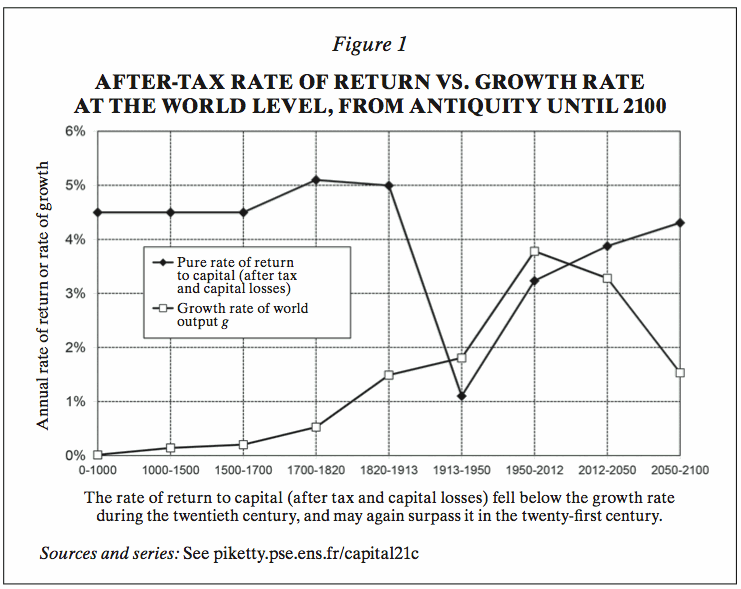 Figure 1
AFTER-TAX RATE OF RETURN VS. GROWTH RATE
AT THE WORLD LEVEL, FROM ANTIQUITY UNTIL 2100
Annual rate of return or rate of growth
6%
5%
4%
3%
2%
1%
0%
Pure rate of return
to capital (after tax
and capital losses)
Growth rate of world
output g
0-1000 1000-1500 1500-1700 1700-1820 1820-1913 1913-1950 1950-2012 2012-2050 2050-2100
The rate of return to capital (after tax and capital losses) fell below the growth rate
during the twentieth century, and may again surpass it in the twenty-first century.
Sources and series: See piketty.pse.ens.fr/capital21c